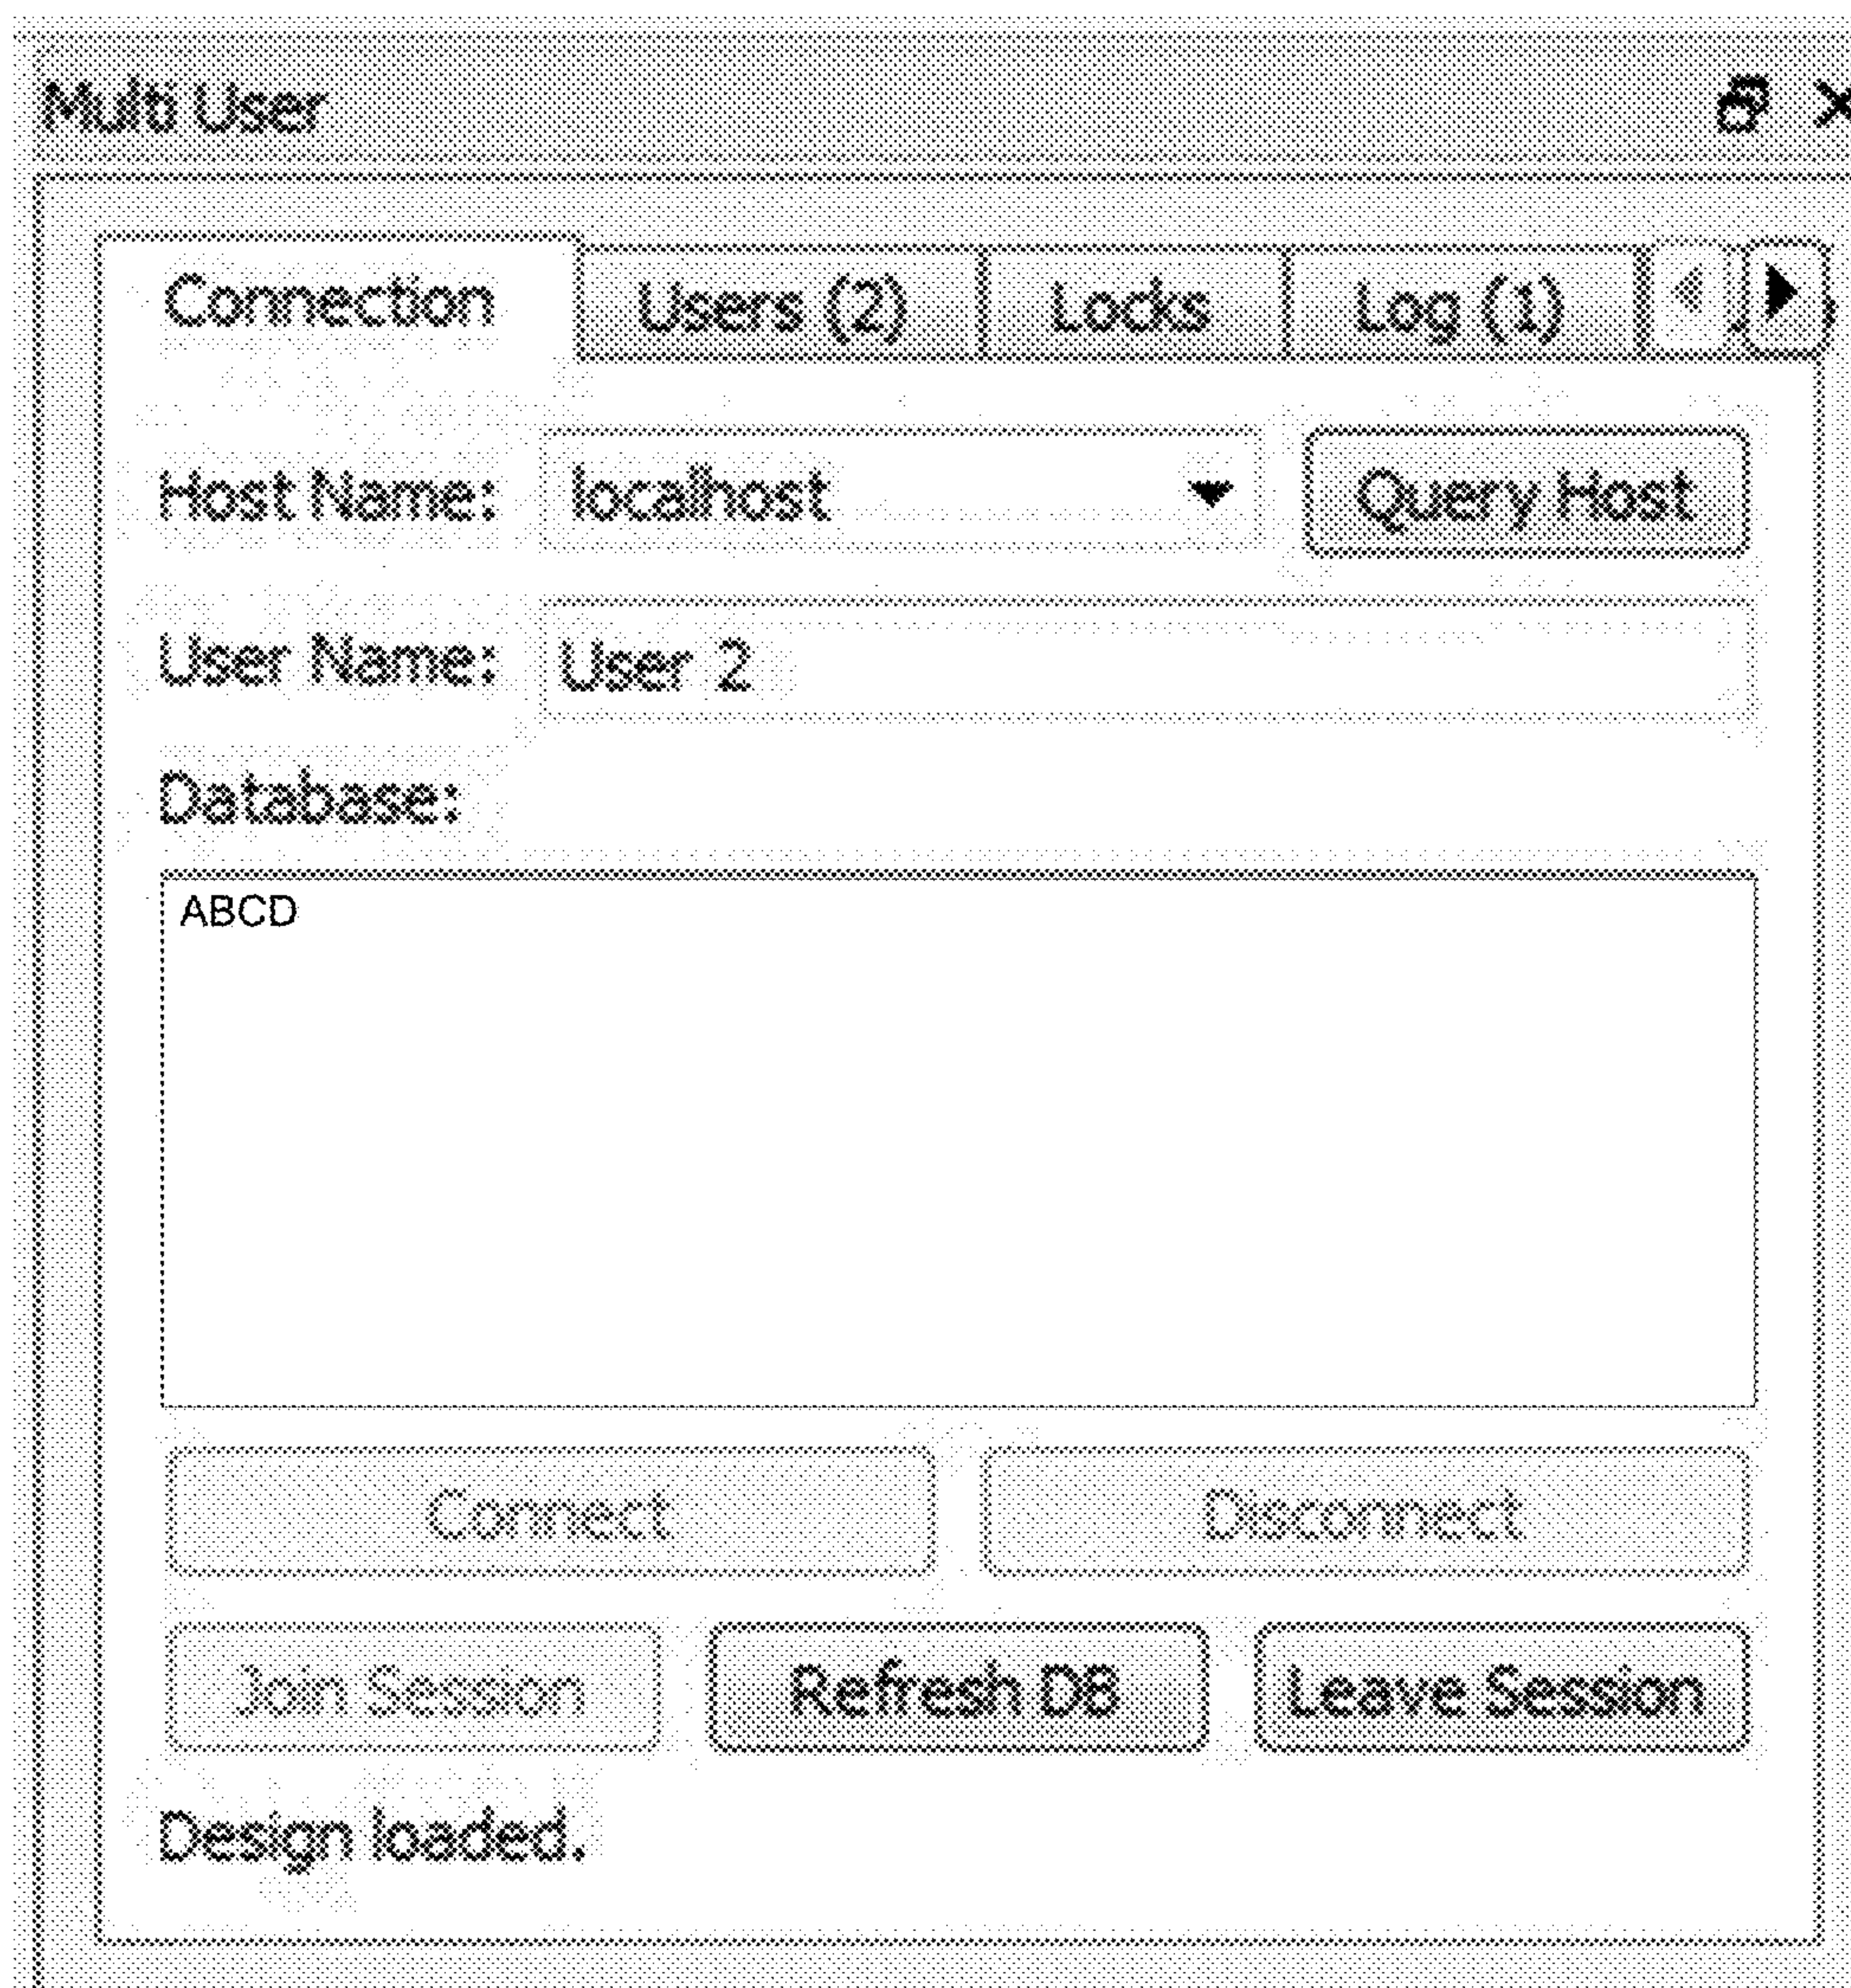 Multi User
Connection Users (2) Locks Log (1)
Host Name: localhost Query Host
User Name: User 2
Database:
ABCD
Connect Disconnect
Join Session Refresh DB Leave Session
Design loaded.